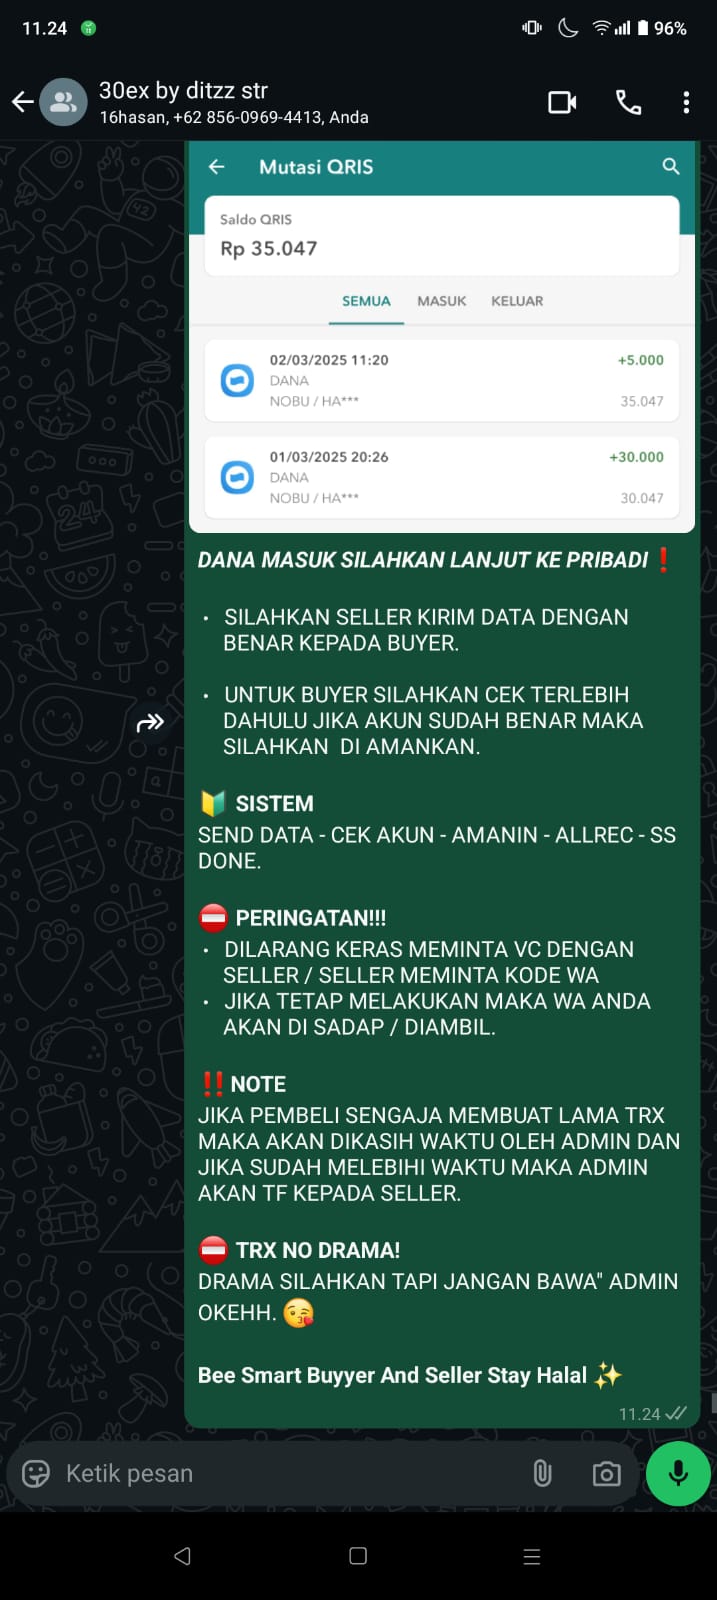 11.24
96%
30ex by ditzz str
16hasan, +62 856-0969-4413, Anda
Mutasi QRIS
Saldo QRIS
Rp 35.047
SEMUA MASUK KELUAR
02/03/2025 11:20 +5.000
DANA
NOBU / HA*** 35.047
01/03/2025 20:26 +30.000
DANA
NOBU / HA*** 30.047
DANA MASUK SILAHKAN LANJUT KE PRIBADI ❗
• SILAHKAN SELLER KIRIM DATA DENGAN
BENAR KEPADA BUYER.
• UNTUK BUYER SILAHKAN CEK TERLEBIH
DAHULU JIKA AKUN SUDAH BENAR MAKA
SILAHKAN DI AMANKAN.
🔰 SISTEM
SEND DATA - CEK AKUN - AMANIN - ALLREC - SS
DONE.
⛔ PERINGATAN!!!
• DILARANG KERAS MEMINTA VC DENGAN
SELLER / SELLER MEMINTA KODE WA
• JIKA TETAP MELAKUKAN MAKA WA ANDA
AKAN DI SADAP / DIAMBIL.
‼️ NOTE
JIKA PEMBELI SENGAJA MEMBUAT LAMA TRX
MAKA AKAN DIKASIH WAKTU OLEH ADMIN DAN
JIKA SUDAH MELEBIHI WAKTU MAKA ADMIN
AKAN TF KEPADA SELLER.
⛔ TRX NO DRAMA!
DRAMA SILAHKAN TAPI JANGAN BAWA" ADMIN
OKEHH. 😘
Bee Smart Buyyer And Seller Stay Halal ✨
11.24
Ketik pesan